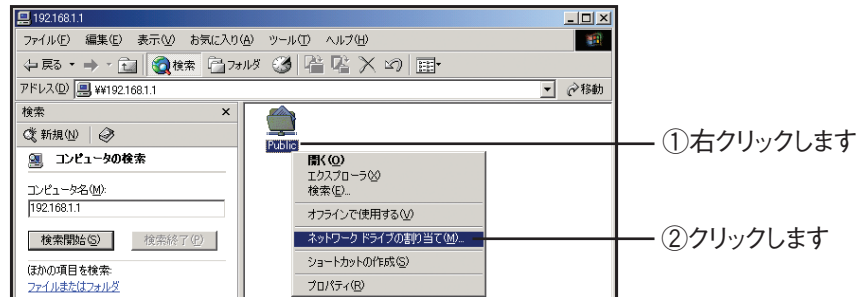 192.168.1.1
ファイル(F) 編集(E) 表示(V) お気に入り(A) ツール(T) ヘルプ(H)
戻る 検索 フォルダ
アドレス(D) ¥¥192.168.1.1 移動
検索 ×
新規(N)
コンピュータの検索
コンピュータ名(M):
192.168.1.1
検索開始(S) 検索終了(P)
ほかの項目を検索:
ファイルまたはフォルダ
Public
開く(O)
エクスプローラ(X)
検索(E)...
オフラインで使用する(V)
ネットワーク ドライブの割り当て(M)...
ショートカットの作成(S)
プロパティ(R)
①右クリックします
②クリックします